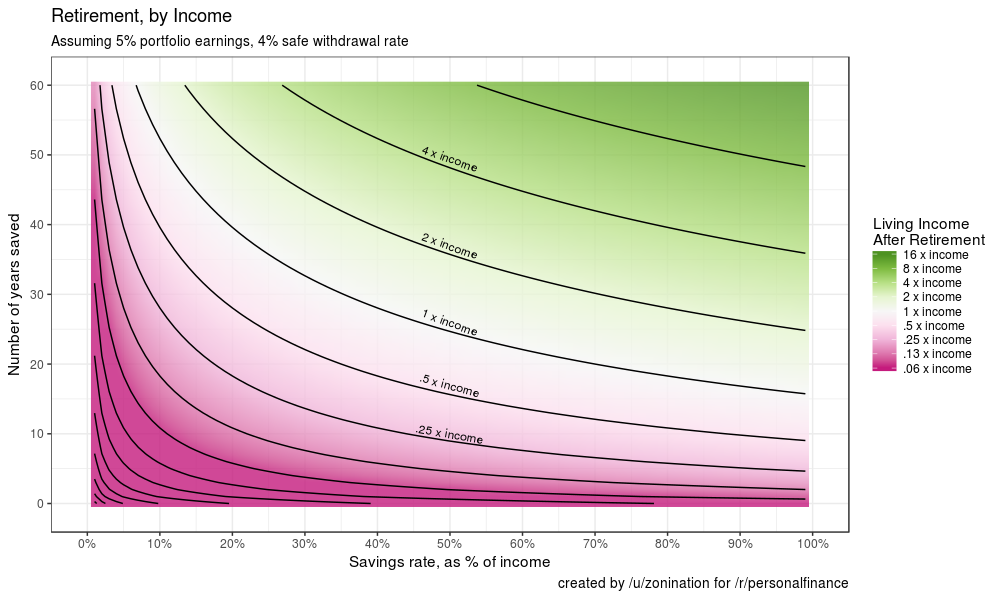 Retirement, by Income
Assuming 5% portfolio earnings, 4% safe withdrawal rate
Number of years saved
60
50
40
30
20
10
0
4 x income
2 x income
1 x income
.5 x income
.25 x income
0%
10%
20%
30%
40%
50%
60%
70%
80%
90%
100%
Savings rate, as % of income
Living Income
After Retirement
16 x income
8 x income
4 x income
2 x income
1 x income
.5 x income
.25 x income
.13 x income
.06 x income
created by /u/zonination for /r/personalfinance